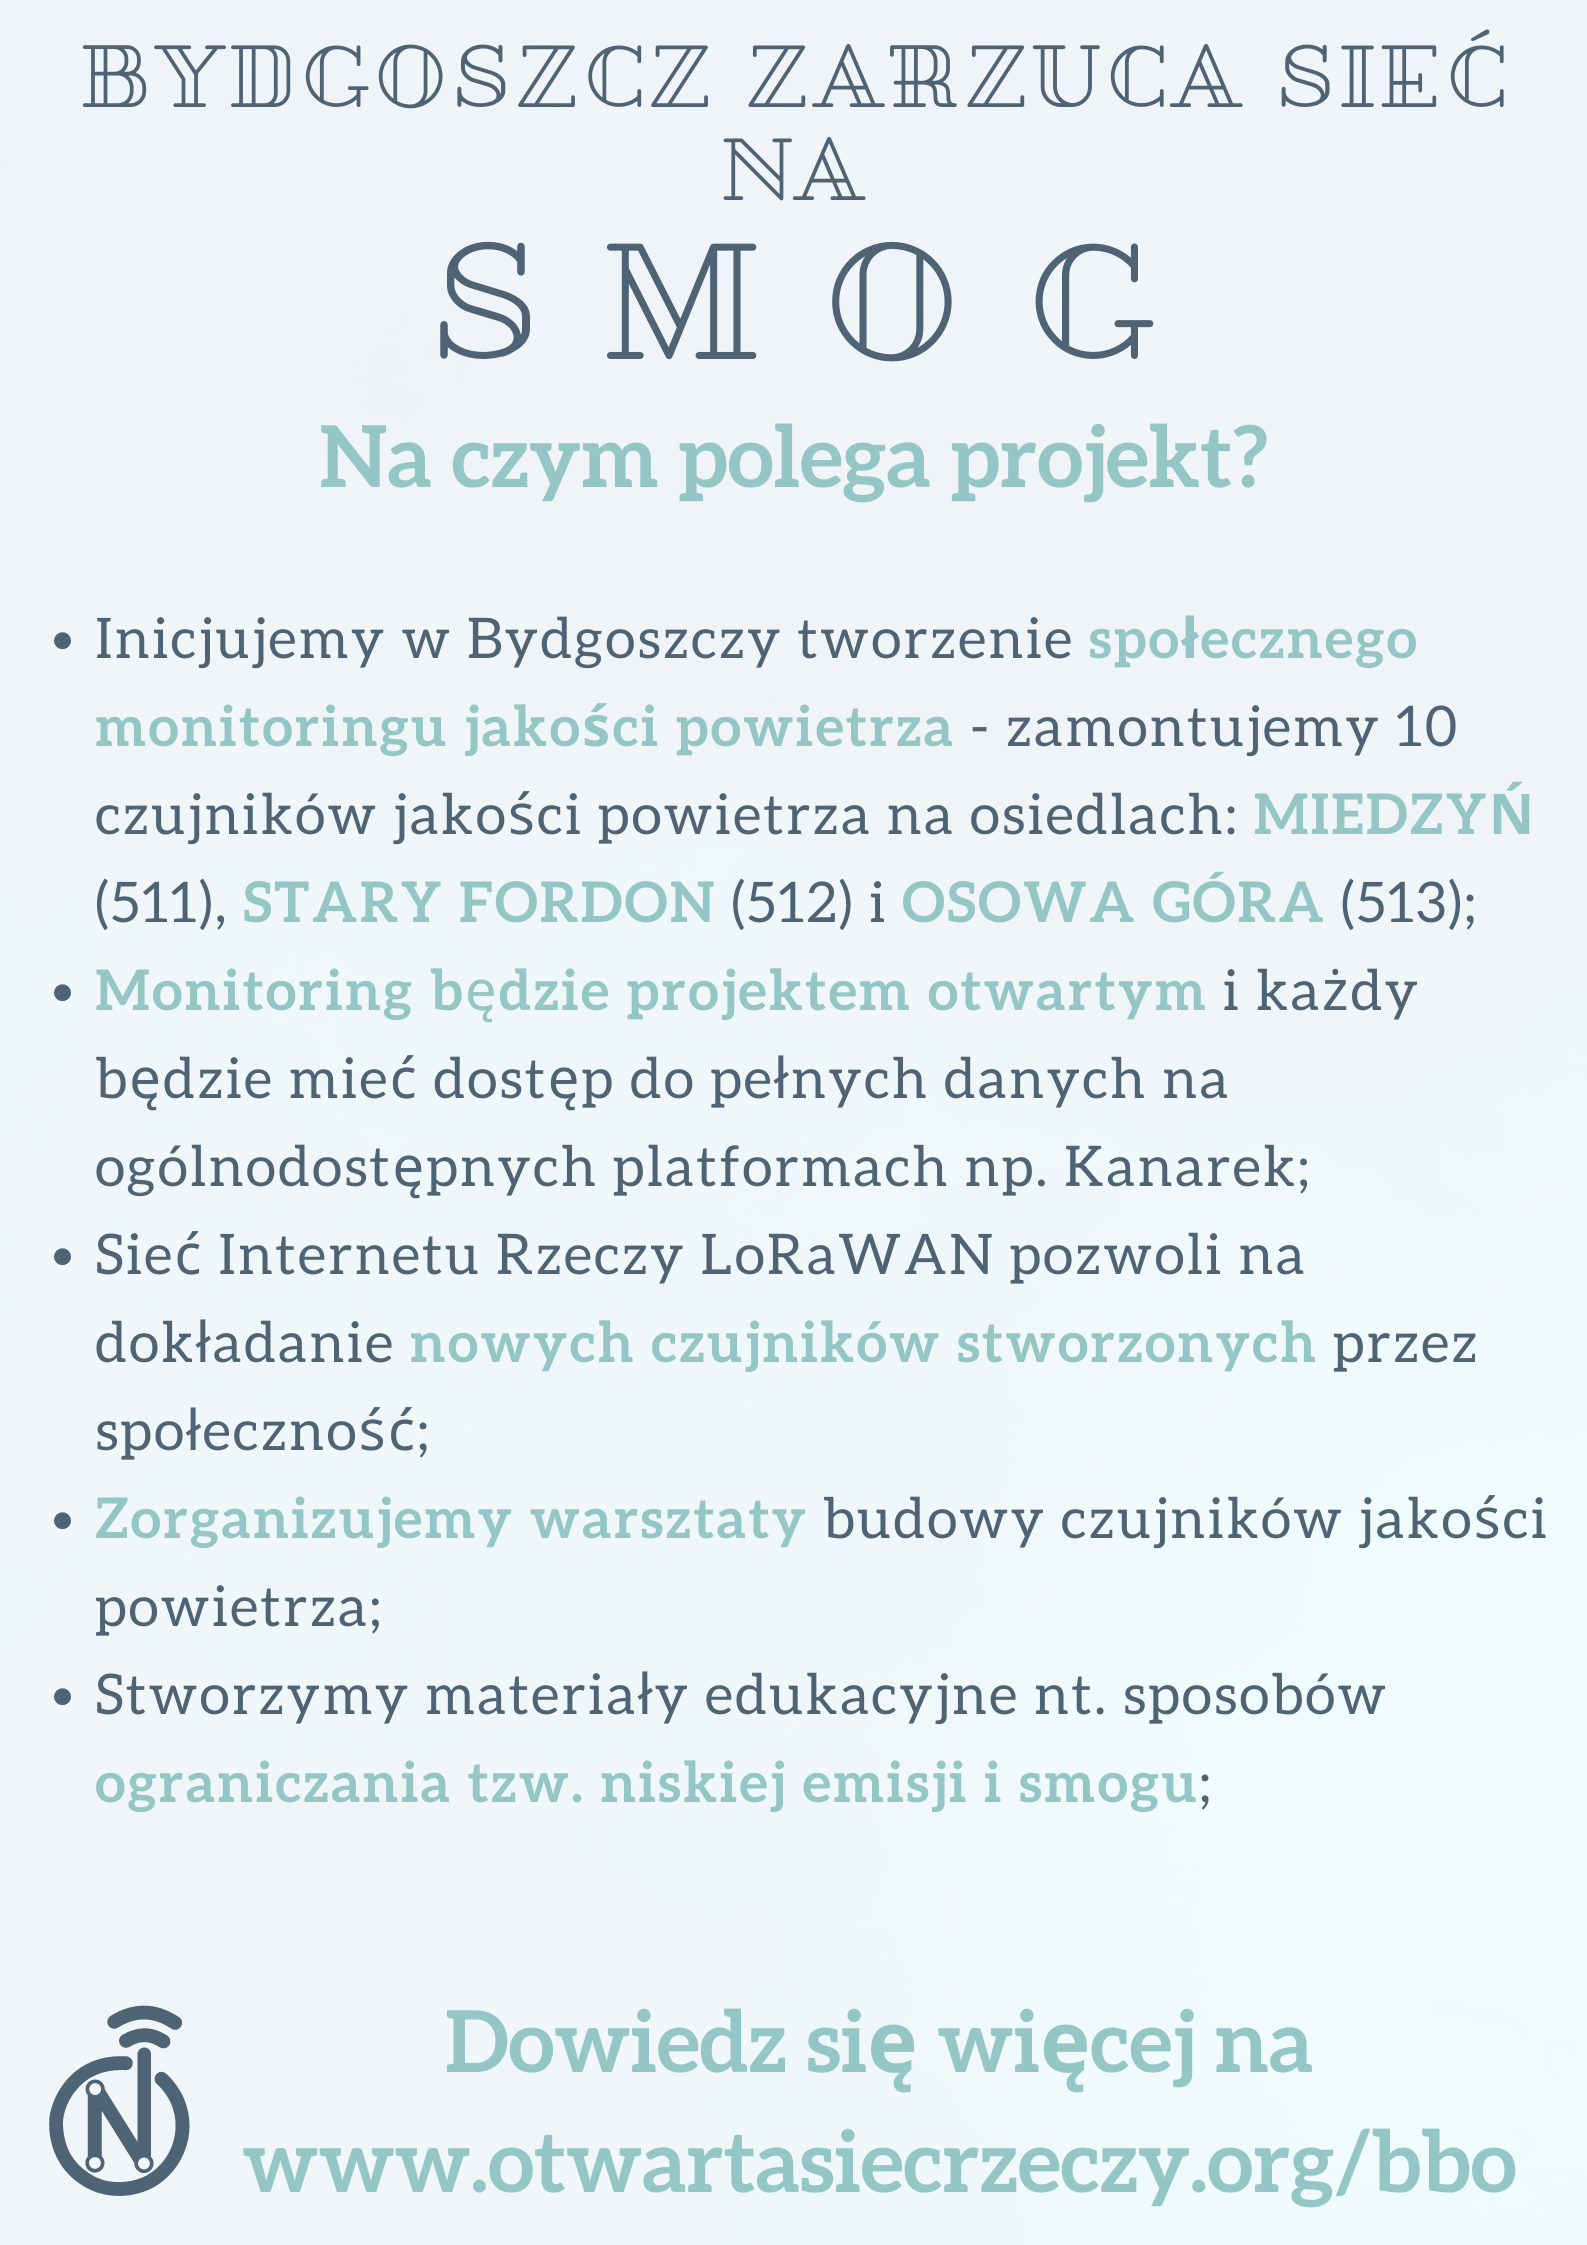 BYDGOSZCZ ZARZUCA SIEĆ
NA
SMOG
Na czym polega projekt?
• Inicjujemy w Bydgoszczy tworzenie społecznego
monitoringu jakości powietrza - zamontujemy 10
czujników jakości powietrza na osiedlach: MIEDZYŃ
(511), STARY FORDON (512) i OSOWA GÓRA (513);
• Monitoring będzie projektem otwartym i każdy
będzie mieć dostęp do pełnych danych na
ogólnodostępnych platformach np. Kanarek;
• Sieć Internetu Rzeczy LoRaWAN pozwoli na
dokładanie nowych czujników stworzonych przez
społeczność;
• Zorganizujemy warsztaty budowy czujników jakości
powietrza;
• Stworzymy materiały edukacyjne nt. sposobów
ograniczania tzw. niskiej emisji i smogu;
Dowiedz się więcej na
www.otwartasiecrzeczy.org/bbo